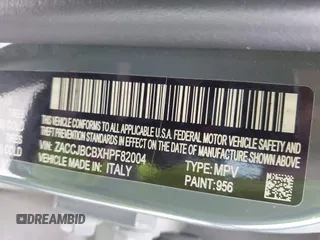 THIS VEHICLE CONFORMS TO ALL APPLICABLE U.S.A. FEDERAL MOTOR VEHICLE SAFETY AND
THEFT PREVENTION STANDARDS IN EFFECT ON THE DATE OF MANUFACTURE SHOWN ABOVE.
VIN: ZACCJBCBXHPF82004
TYPE: MPV
VEHICLE MADE IN: ITALY
PAINT: 956
COLD
DREAMBID